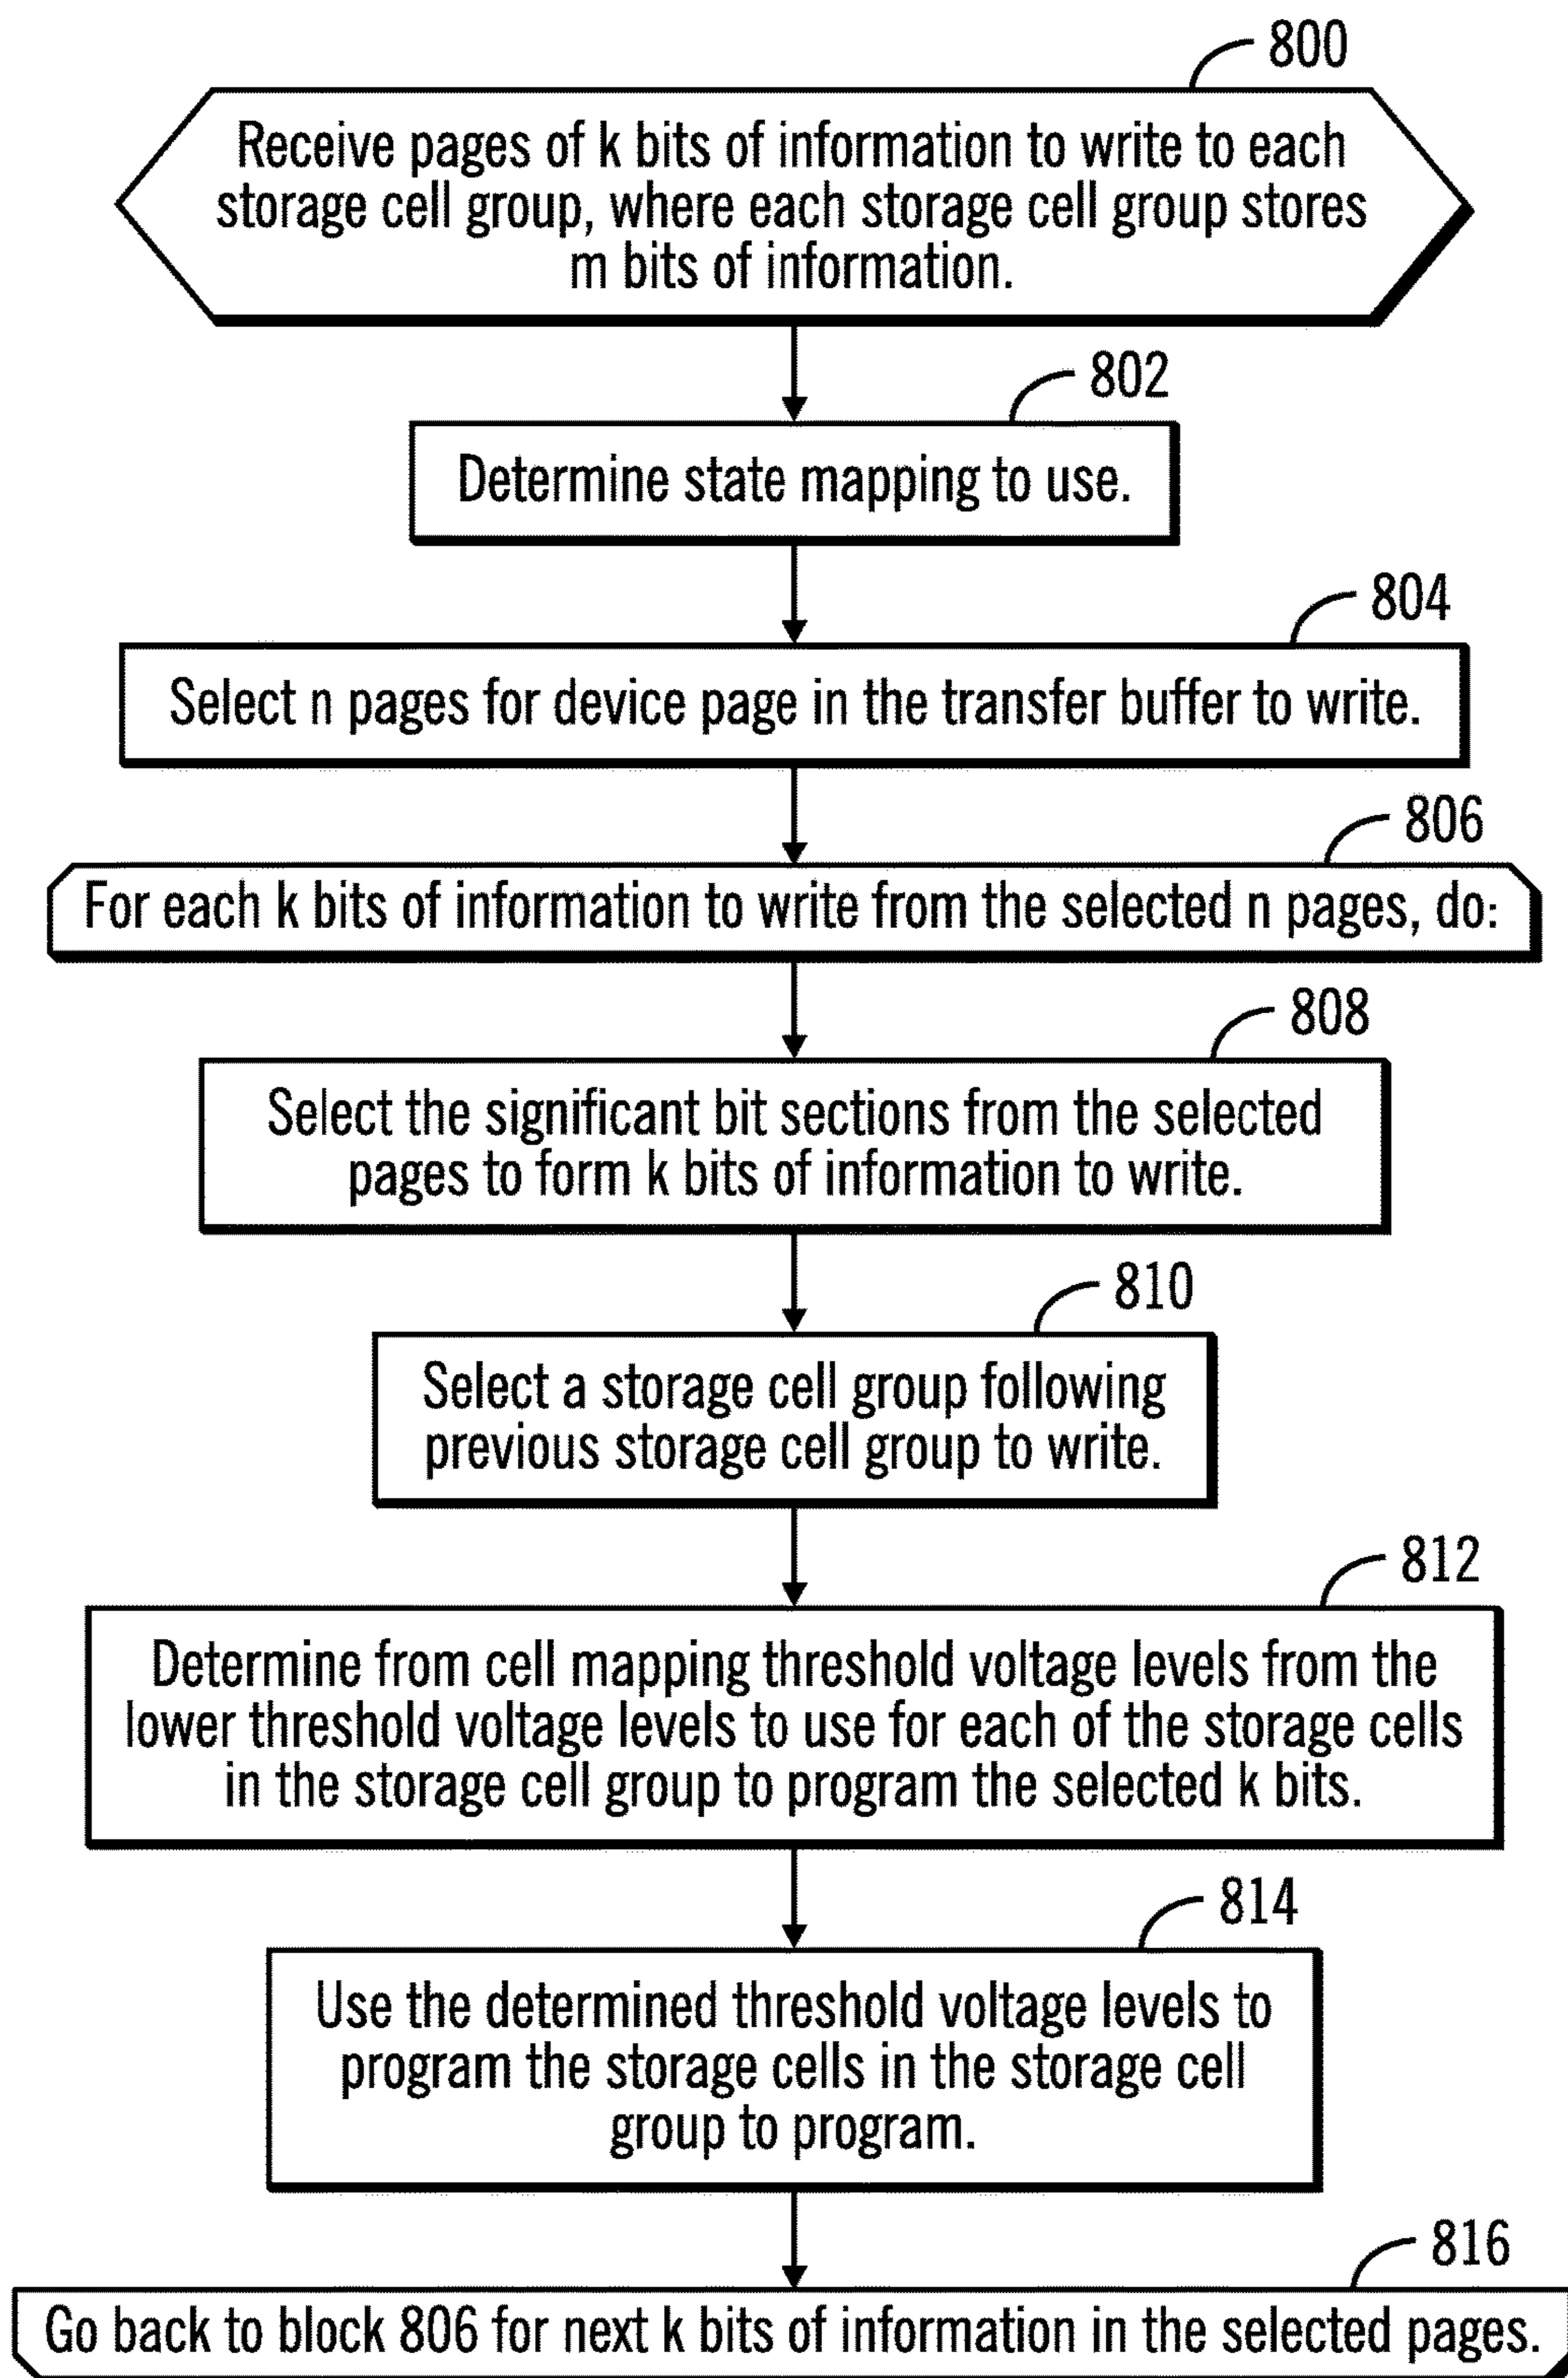 800
Receive pages of k bits of information to write to each
storage cell group, where each storage cell group stores
m bits of information.
802
Determine state mapping to use.
804
Select n pages for device page in the transfer buffer to write.
806
For each k bits of information to write from the selected n pages, do:
808
Select the significant bit sections from the selected
pages to form k bits of information to write.
810
Select a storage cell group following
previous storage cell group to write.
812
Determine from cell mapping threshold voltage levels from the
lower threshold voltage levels to use for each of the storage cells
in the storage cell group to program the selected k bits.
814
Use the determined threshold voltage levels to
program the storage cells in the storage cell
group to program.
816
Go back to block 806 for next k bits of information in the selected pages.